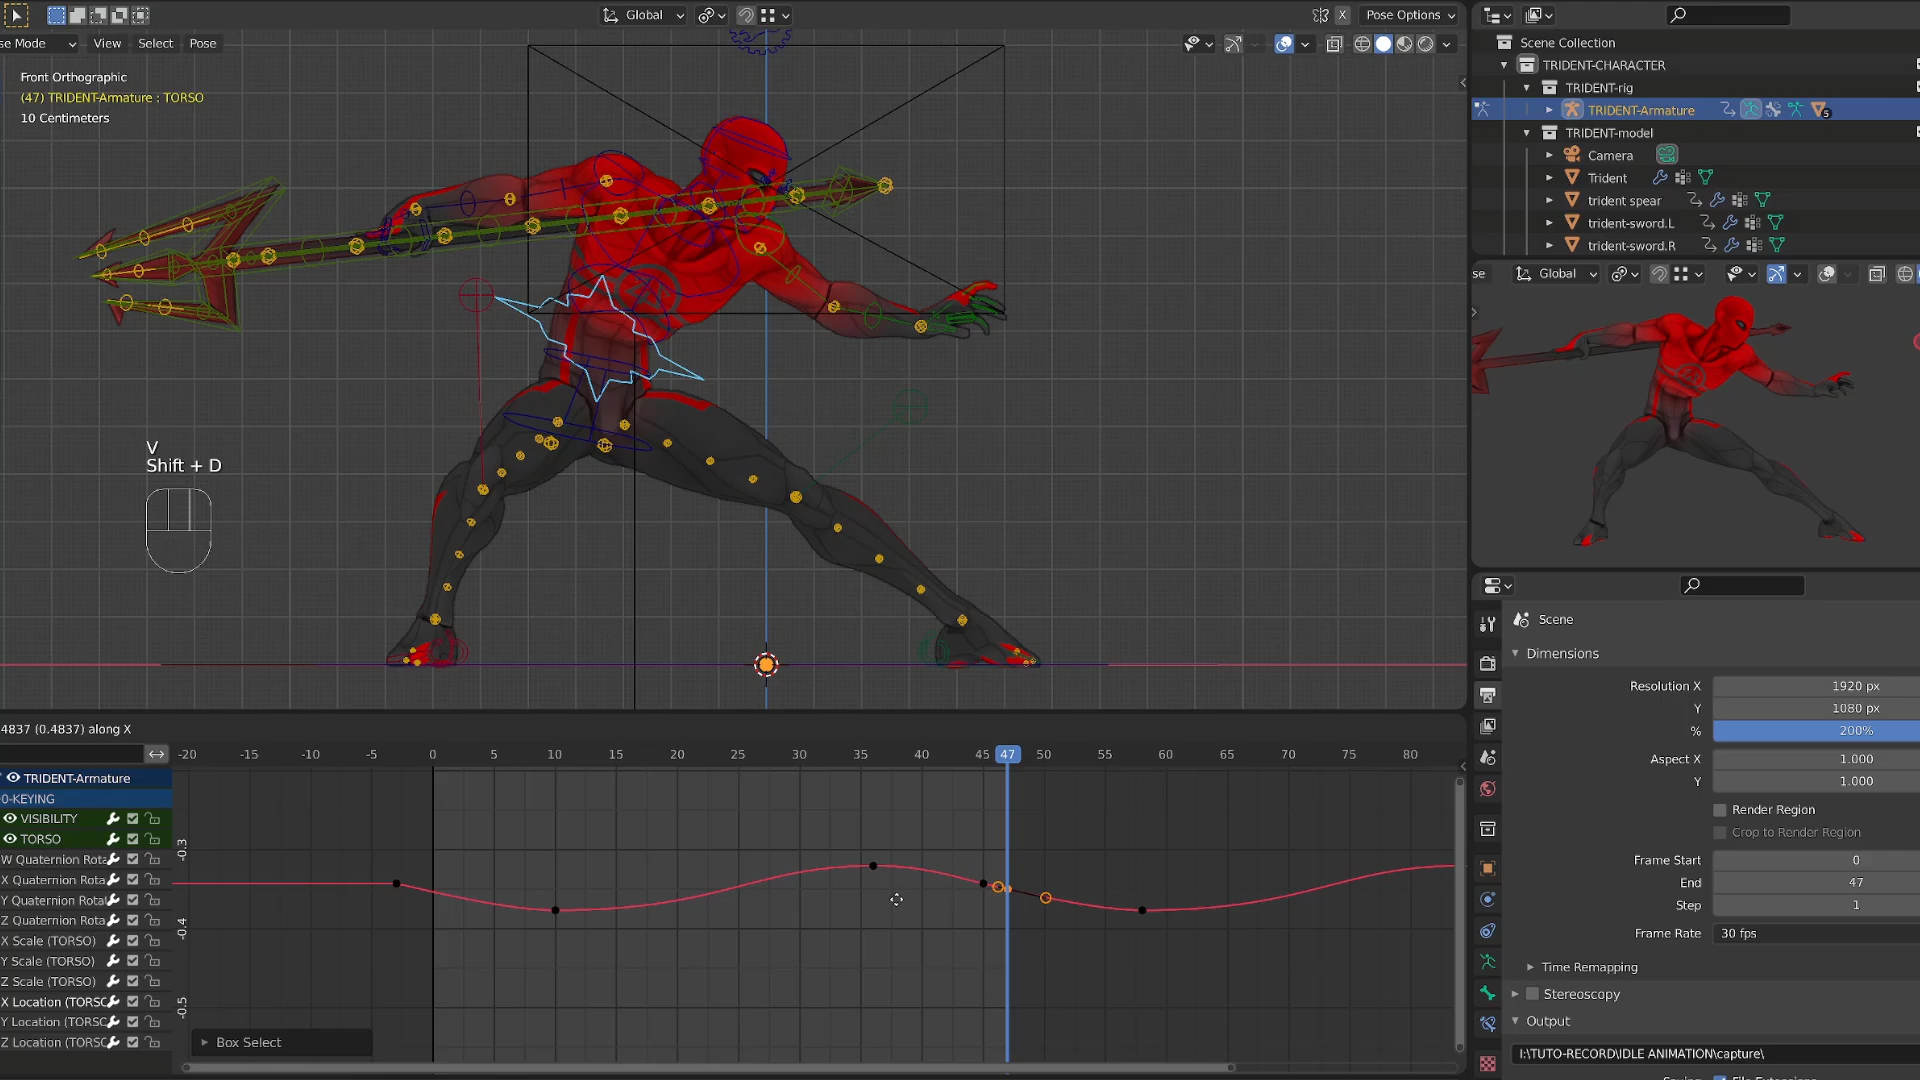 Global
X
Pose Options
se Mode
View
Select
Pose
Front Orthographic
(47) TRIDENT-Armature : TORSO
10 Centimeters
V
Shift + D
Scene Collection
TRIDENT-CHARACTER
TRIDENT-rig
TRIDENT-Armature
5
TRIDENT-model
Camera
Trident
trident spear
trident-sword.L
trident-sword.R
se
Global
Scene
Dimensions
Resolution X
1920 px
Y
1080 px
%
200%
Aspect X
1.000
Y
1.000
Render Region
Crop to Render Region
Frame Start
0
End
47
Step
1
Frame Rate
30 fps
Time Remapping
Stereoscopy
Output
I:\TUTO-RECORD\IDLE ANIMATION\capture\
4837 (0.4837) along X
-20 -15 -10 -5 0 5 10 15 20 25 30 35 40 45 47 50 55 60 65 70 75 80
TRIDENT-Armature
0-KEYING
VISIBILITY
TORSO
W Quaternion Rota
X Quaternion Rota
Y Quaternion Rota
Z Quaternion Rota
X Scale (TORSO)
Y Scale (TORSO)
Z Scale (TORSO)
X Location (TORSO
Y Location (TORSO
Z Location (TORSO
-0.3
-0.4
-0.5
Box Select